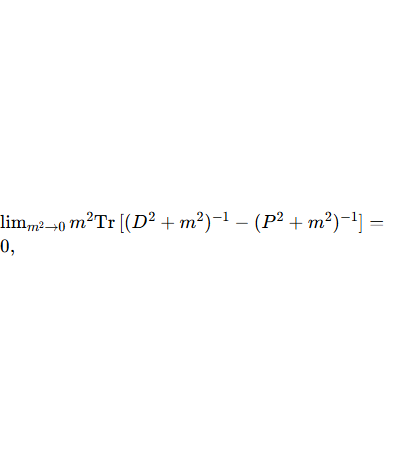 lim_{m²→0} m²Tr [(D² + m²)⁻¹ − (P² + m²)⁻¹] =
0,